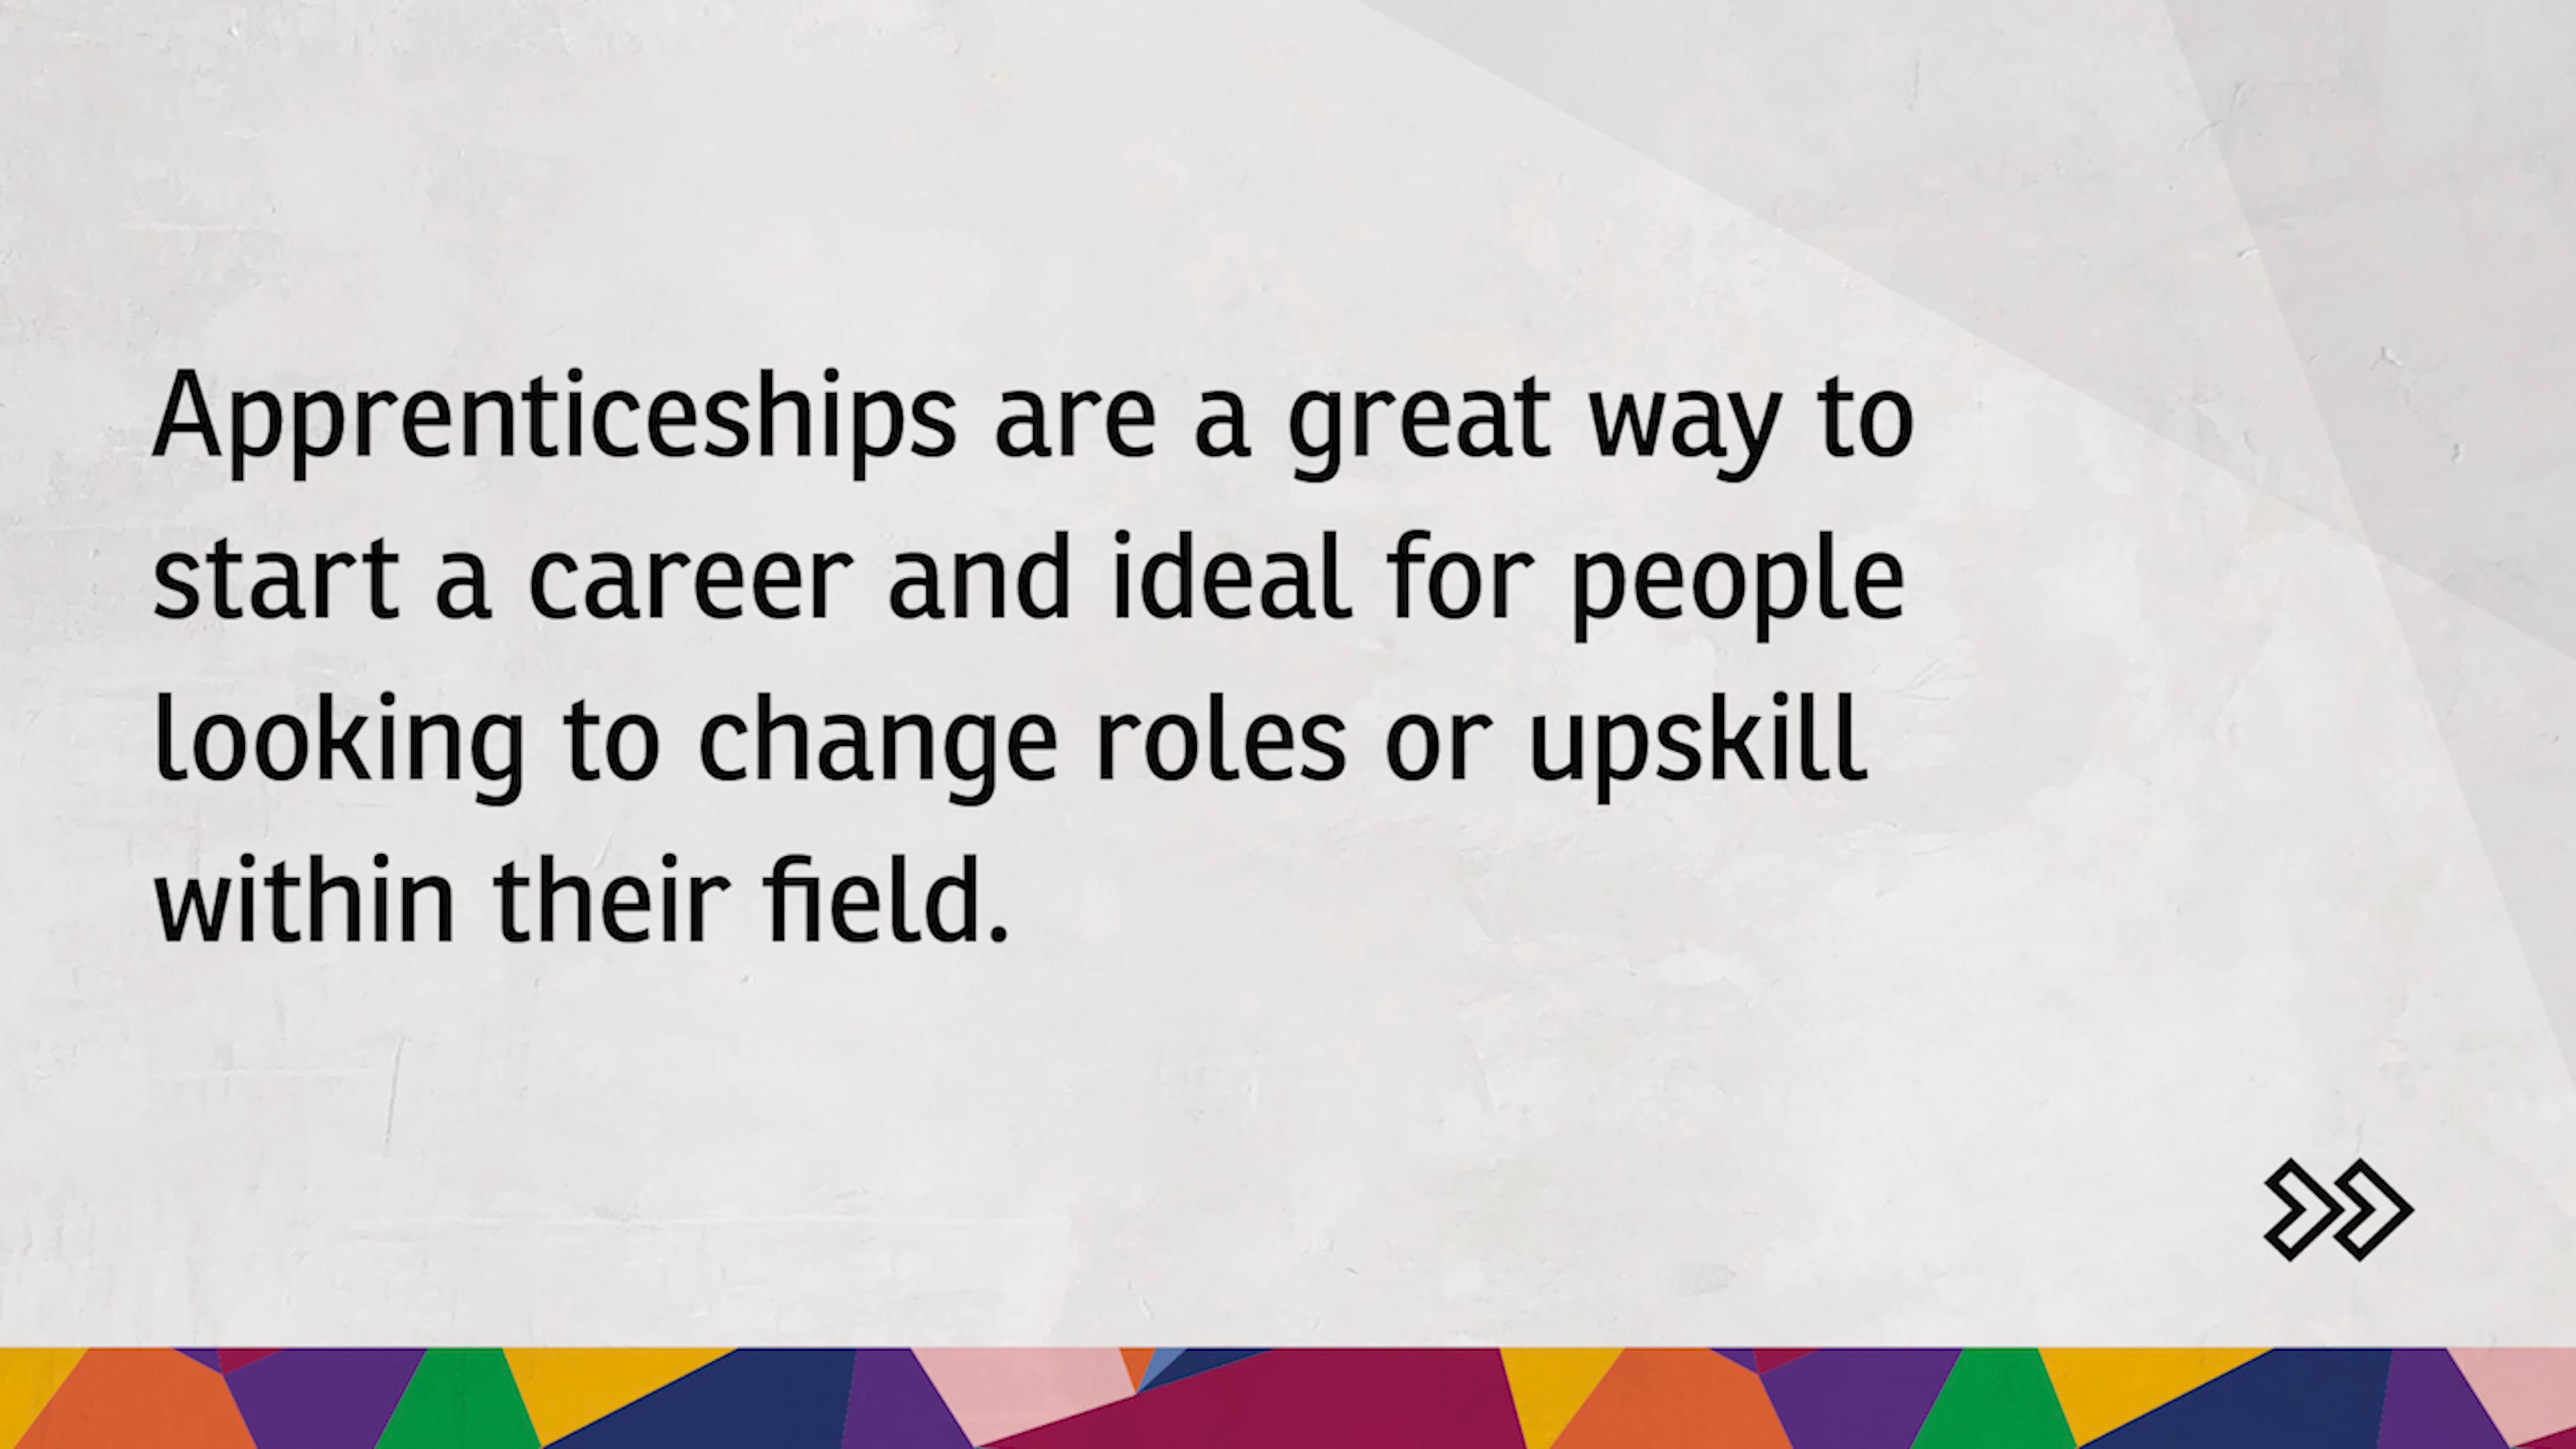 Apprenticeships are a great way to
start a career and ideal for people
looking to change roles or upskill
within their field.